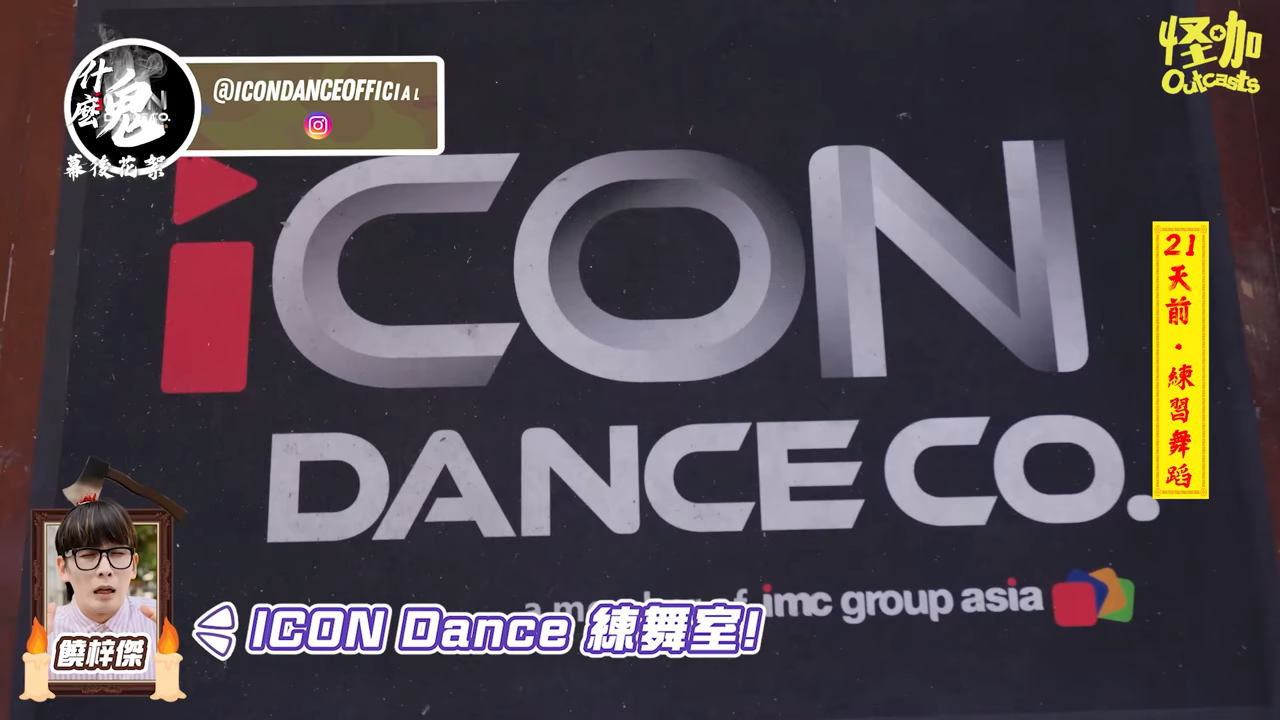 什麼鬼
幕後花絮
@ICONDANCEOFFICIAL
怪咖
Outcasts
iCON
DANCE CO.
a member of imc group asia
21天前·練習舞蹈
饒梓傑
ICON Dance 練舞室!